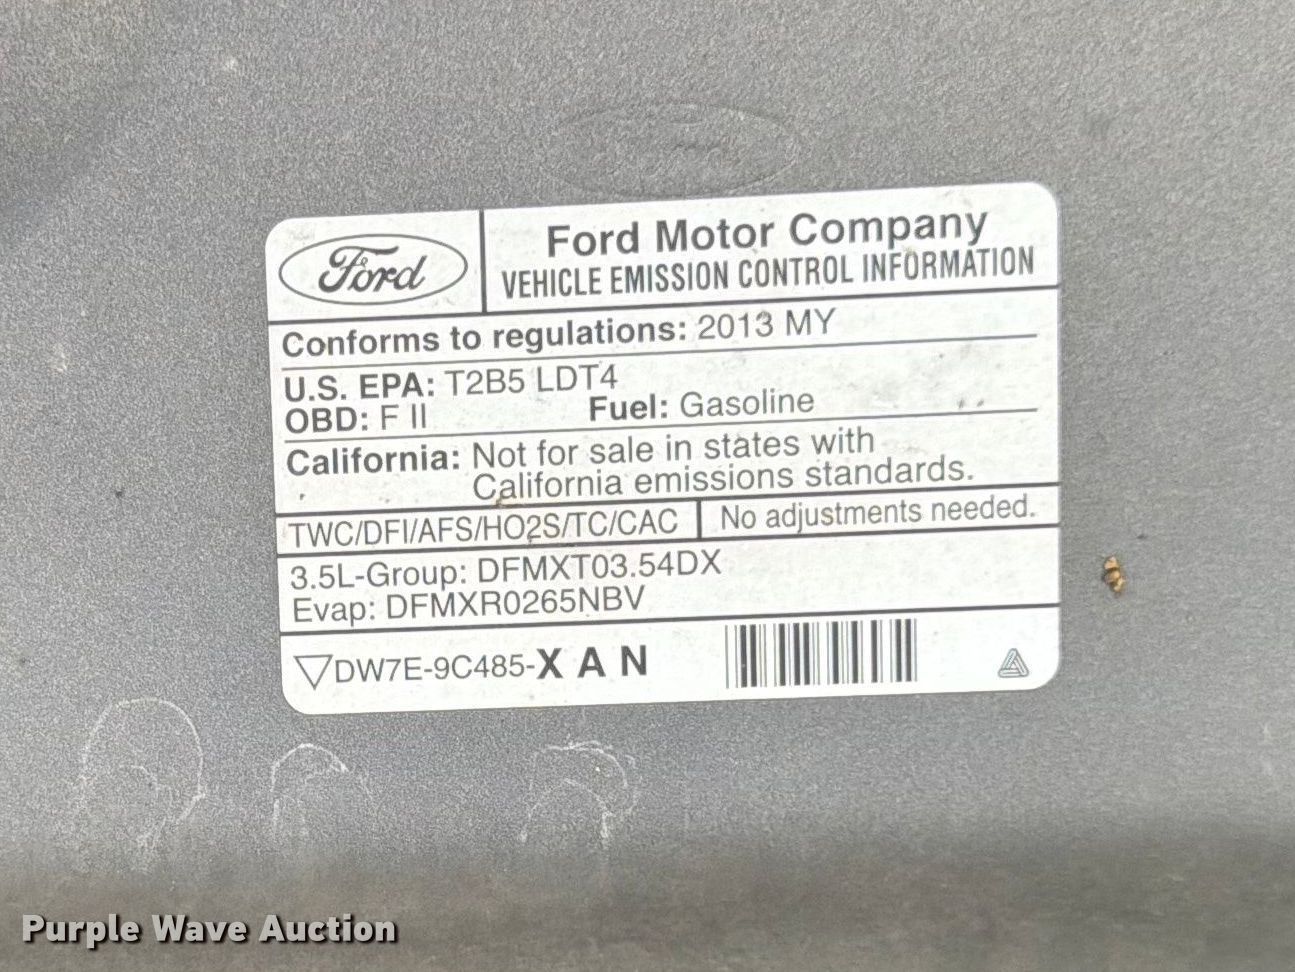 Ford
Ford Motor Company
VEHICLE EMISSION CONTROL INFORMATION
Conforms to regulations: 2013 MY
U.S. EPA: T2B5 LDT4
OBD: F II Fuel: Gasoline
California: Not for sale in states with
California emissions standards.
TWC/DFI/AFS/HO2S/TC/CAC No adjustments needed.
3.5L-Group: DFMXT03.54DX
Evap: DFMXR0265NBV
DW7E-9C485-X A N
Purple Wave Auction